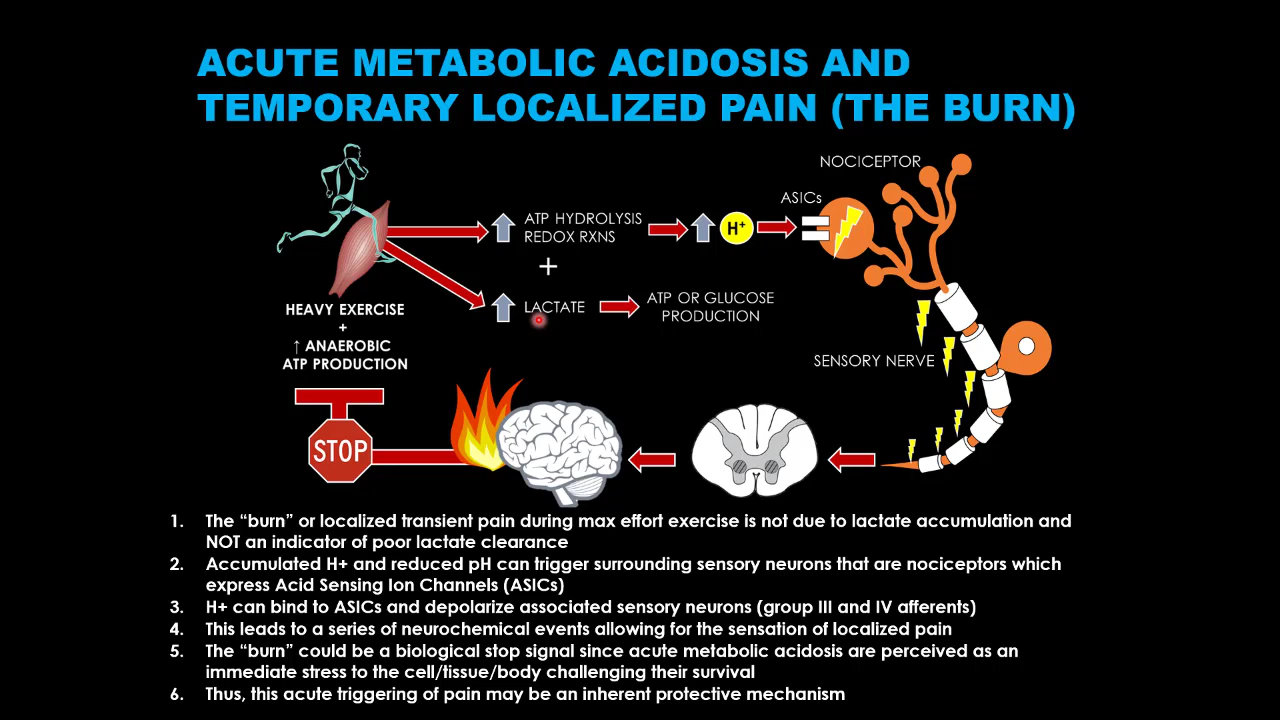 ACUTE METABOLIC ACIDOSIS AND
TEMPORARY LOCALIZED PAIN (THE BURN)
NOCICEPTOR
ASICs
ATP HYDROLYSIS
REDOX RXNS
H+
+
LACTATE
ATP OR GLUCOSE
PRODUCTION
HEAVY EXERCISE
+
↑ ANAEROBIC
ATP PRODUCTION
SENSORY NERVE
STOP
1. The “burn” or localized transient pain during max effort exercise is not due to lactate accumulation and
NOT an indicator of poor lactate clearance
2. Accumulated H+ and reduced pH can trigger surrounding sensory neurons that are nociceptors which
express Acid Sensing Ion Channels (ASICs)
3. H+ can bind to ASICs and depolarize associated sensory neurons (group III and IV afferents)
4. This leads to a series of neurochemical events allowing for the sensation of localized pain
5. The “burn” could be a biological stop signal since acute metabolic acidosis are perceived as an
immediate stress to the cell/tissue/body challenging their survival
6. Thus, this acute triggering of pain may be an inherent protective mechanism